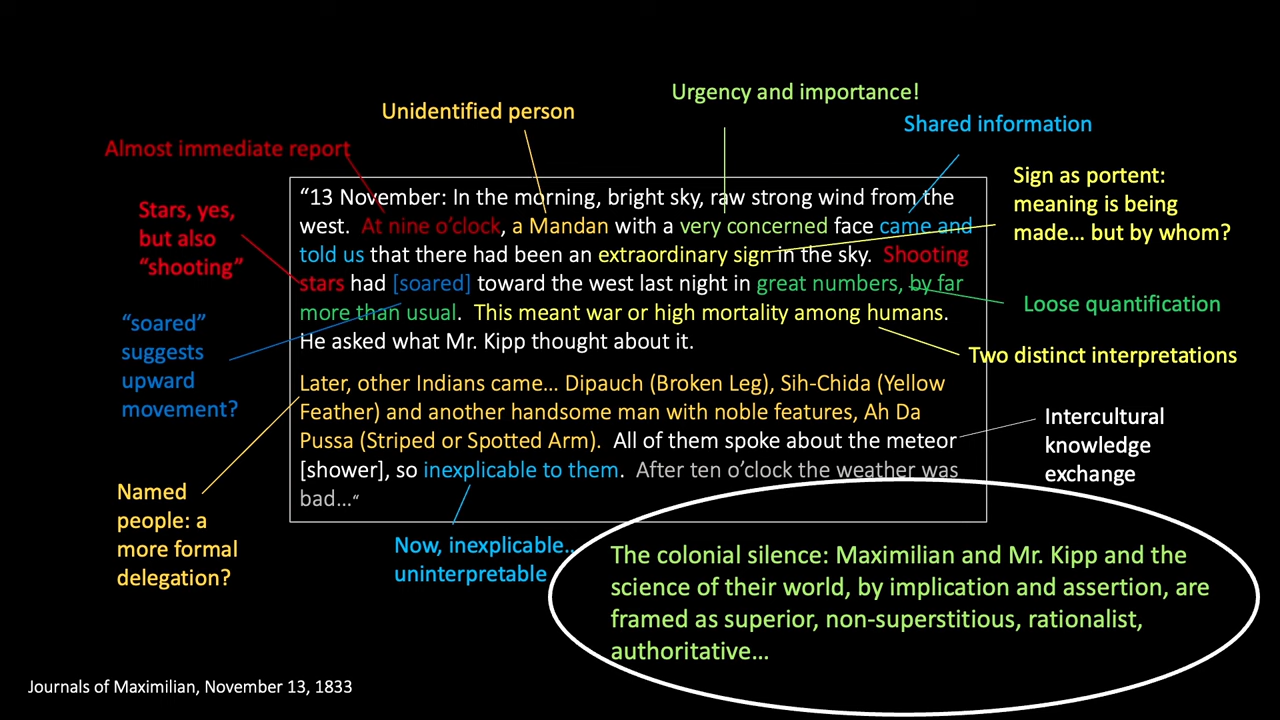 Urgency and importance!
Unidentified person
Shared information
Almost immediate report
Sign as portent:
meaning is being
made... but by whom?
Stars, yes,
but also
“shooting”
“13 November: In the morning, bright sky, raw strong wind from the
west. At nine o’clock, a Mandan with a very concerned face came and
told us that there had been an extraordinary sign in the sky. Shooting
stars had [soared] toward the west last night in great numbers, by far
more than usual. This meant war or high mortality among humans.
He asked what Mr. Kipp thought about it.
Loose quantification
“soared”
suggests
upward
movement?
Two distinct interpretations
Later, other Indians came... Dipauch (Broken Leg), Sih-Chida (Yellow
Feather) and another handsome man with noble features, Ah Da
Pussa (Striped or Spotted Arm). All of them spoke about the meteor
[shower], so inexplicable to them. After ten o’clock the weather was
bad...“
Intercultural
knowledge
exchange
Named
people: a
more formal
delegation?
Now, inexplicable..
uninterpretable
The colonial silence: Maximilian and Mr. Kipp and the
science of their world, by implication and assertion, are
framed as superior, non-superstitious, rationalist,
authoritative...
Journals of Maximilian, November 13, 1833